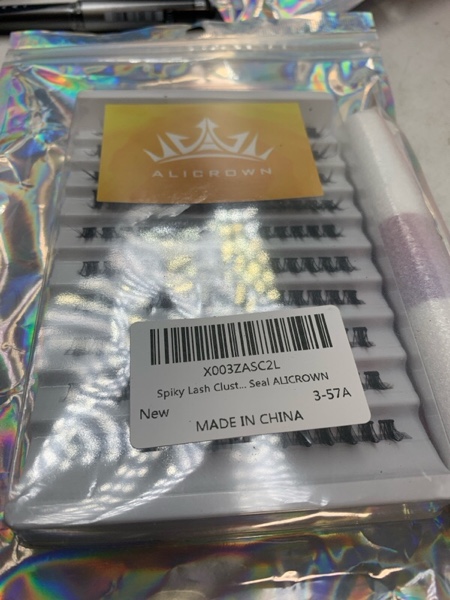 ALICROWN
X003ZASC2L
Spiky Lash Clust... Seal ALICROWN
New
3-57A
MADE IN CHINA